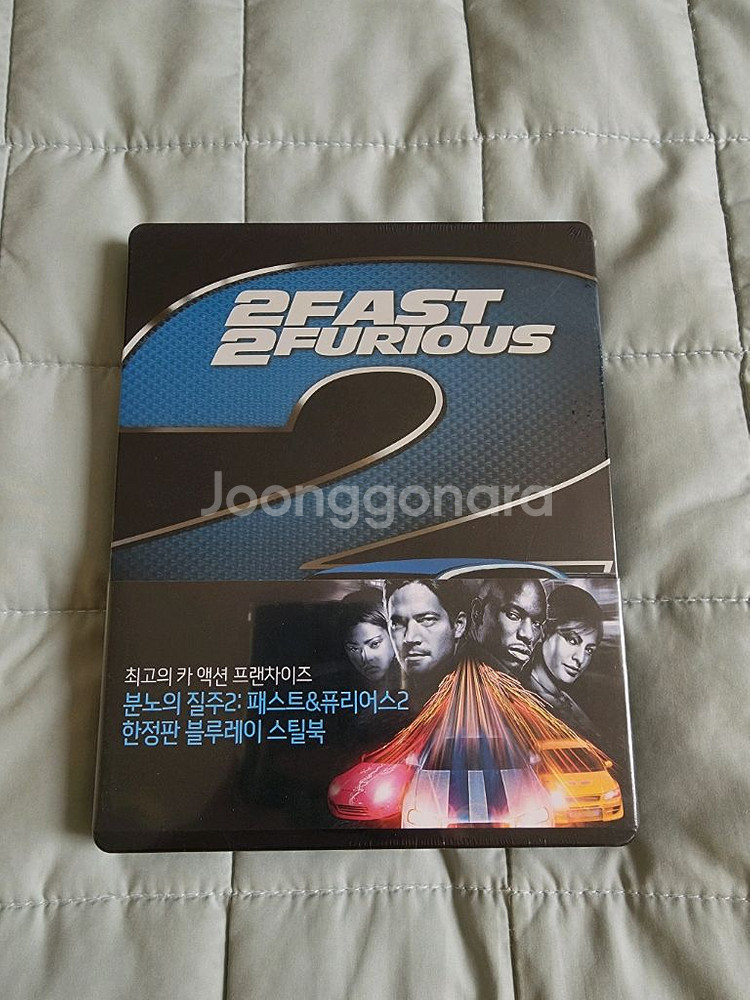 2FAST
2FURIOUS
Joonggonara
최고의 카 액션 프랜차이즈
분노의 질주2: 패스트&퓨리어스2
한정판 블루레이 스틸북